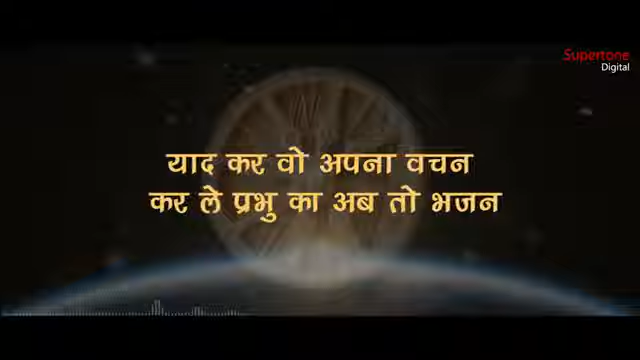 Supertone
Digital
याद कर वो अपना वचन
कर ले प्रभु का अब तो भजन